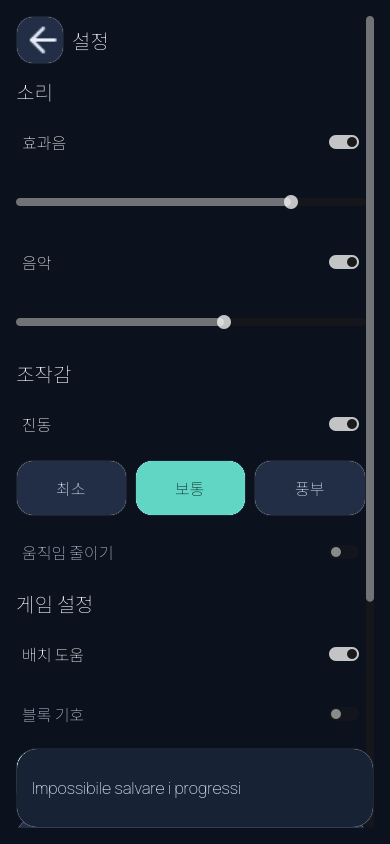 설정
소리
효과음
음악
조작감
진동
최소 보통 풍부
움직임 줄이기
게임 설정
배치 도움
블록 기호
Impossibile salvare i progressi